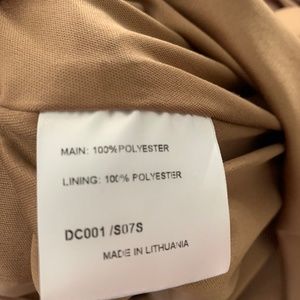 MAIN: 100% POLYESTER
LINING: 100% POLYESTER
DC001 /S07S
MADE IN LITHUANIA